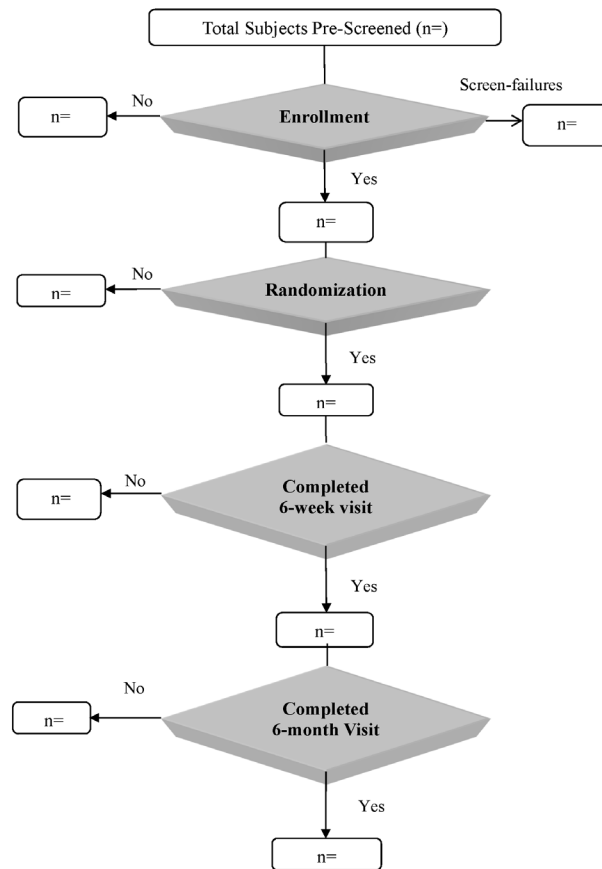 Total Subjects Pre-Screened (n=)
Screen-failures
No
n=
Enrollment
n=
Yes
n=
No
n=
Randomization
Yes
n=
No
n=
Completed
6-week visit
Yes
n=
No
n=
Completed
6-month Visit
Yes
n=